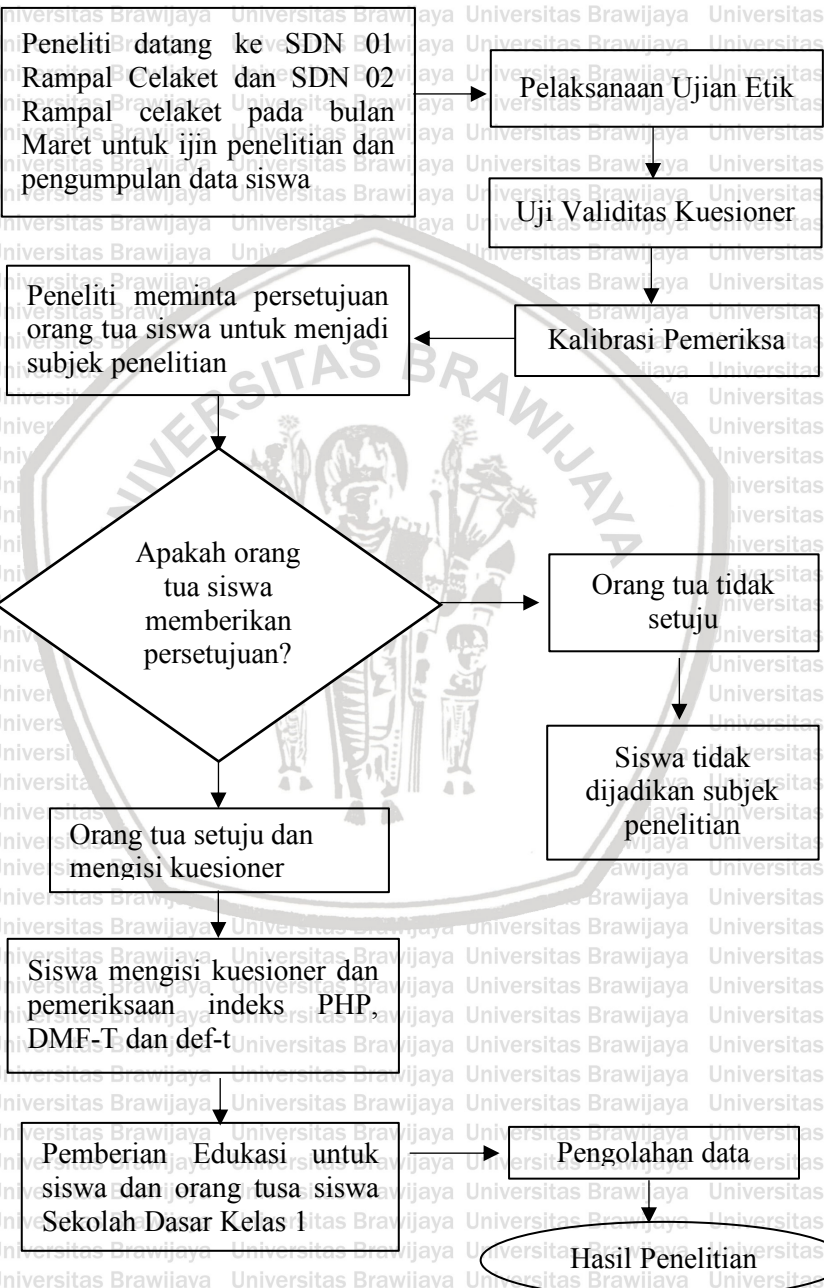 Peneliti datang ke SDN 01
Rampal Celaket dan SDN 02
Rampal celaket pada bulan
Maret untuk ijin penelitian dan
pengumpulan data siswa
Pelaksanaan Ujian Etik
Uji Validitas Kuesioner
Kalibrasi Pemeriksa
Peneliti meminta persetujuan
orang tua siswa untuk menjadi
subjek penelitian
Apakah orang
tua siswa
memberikan
persetujuan?
Orang tua tidak
setuju
Siswa tidak
dijadikan subjek
penelitian
Orang tua setuju dan
mengisi kuesioner
Siswa mengisi kuesioner dan
pemeriksaan indeks PHP,
DMF-T dan def-t
Pemberian Edukasi untuk
siswa dan orang tusa siswa
Sekolah Dasar Kelas 1
Pengolahan data
Hasil Penelitian
UNIVERSITAS BRAWIJAYA